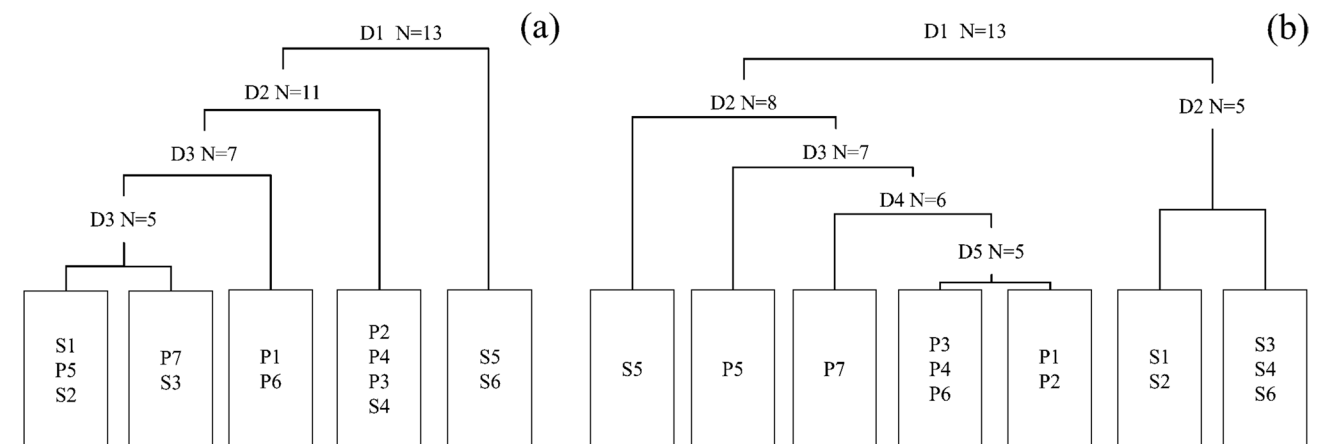 (a)
D1 N=13
D2 N=11
D3 N=7
D3 N=5
S1
P5
S2
P7
S3
P1
P6
P2
P4
P3
S4
S5
S6
(b)
D1 N=13
D2 N=8
D2 N=5
D3 N=7
D4 N=6
D5 N=5
S5
P5
P7
P3
P4
P6
P1
P2
S1
S2
S3
S4
S6